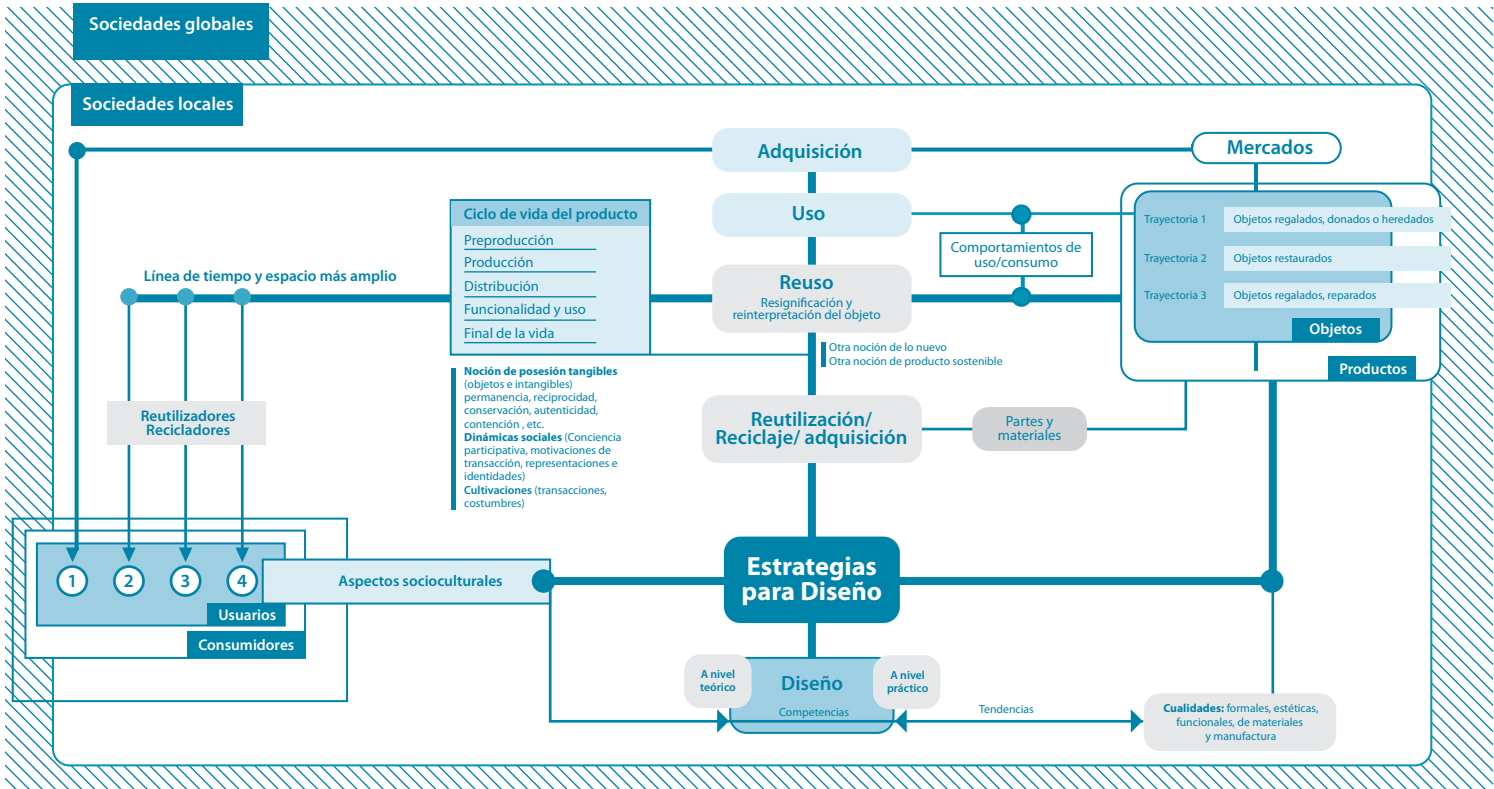 Sociedades globales
Sociedades locales
Adquisición
Mercados
Uso
Ciclo de vida del producto
Preproducción
Producción
Distribución
Funcionalidad y uso
Final de la vida
Trayectoria 1
Objetos regalados, donados o heredados
Trayectoria 2
Objetos restaurados
Trayectoria 3
Objetos regalados, reparados
Objetos
Productos
Comportamientos de
uso/consumo
Línea de tiempo y espacio más amplio
Reuso
Resignificación y
reinterpretación del objeto
Otra noción de lo nuevo
Otra noción de producto sostenible
Noción de posesión tangibles
(objetos e intangibles)
permanencia, reciprocidad,
conservación, autenticidad,
contención , etc.
Dinámicas sociales (Conciencia
participativa, motivaciones de
transacción, representaciones e
identidades)
Cultivaciones (transacciones,
costumbres)
Reutilizadores
Recicladores
Reutilización/
Reciclaje/ adquisición
Partes y
materiales
1
2
3
4
Usuarios
Consumidores
Aspectos socioculturales
Estrategias
para Diseño
A nivel
teórico
Diseño
Competencias
A nivel
práctico
Tendencias
Cualidades: formales, estéticas,
funcionales, de materiales
y manufactura